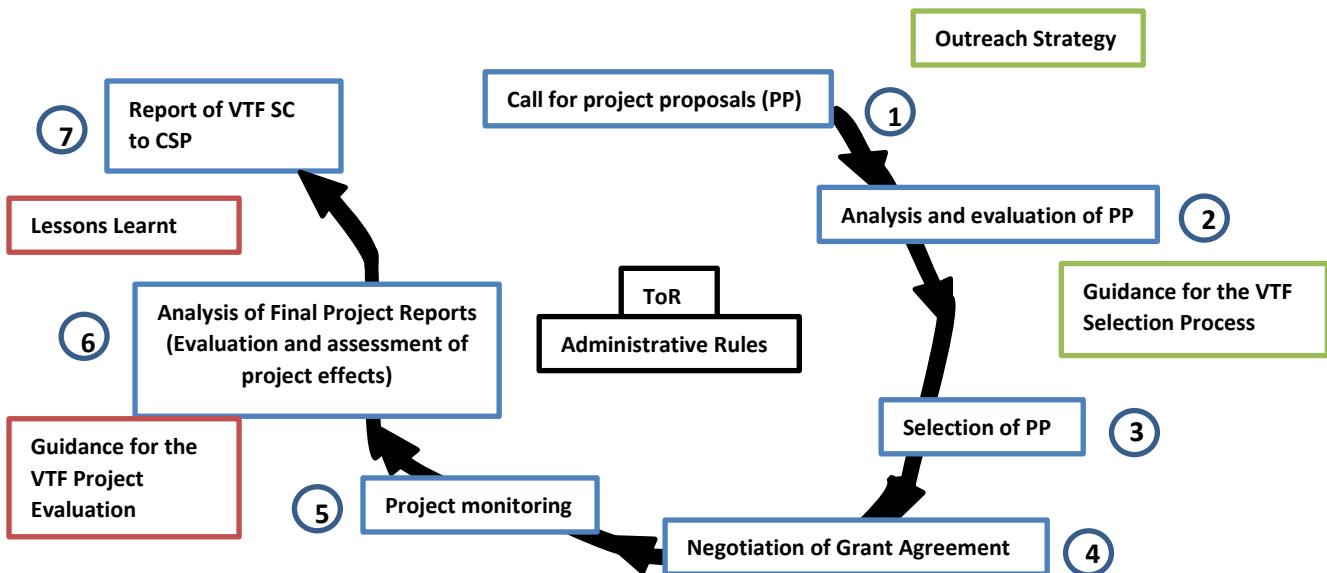 Outreach Strategy
Call for project proposals (PP)
1
Analysis and evaluation of PP
2
Guidance for the VTF
Selection Process
Selection of PP
3
Negotiation of Grant Agreement
4
Project monitoring
5
Analysis of Final Project Reports
(Evaluation and assessment of
project effects)
6
Guidance for the
VTF Project
Evaluation
Report of VTF SC
to CSP
7
Lessons Learnt
ToR
Administrative Rules